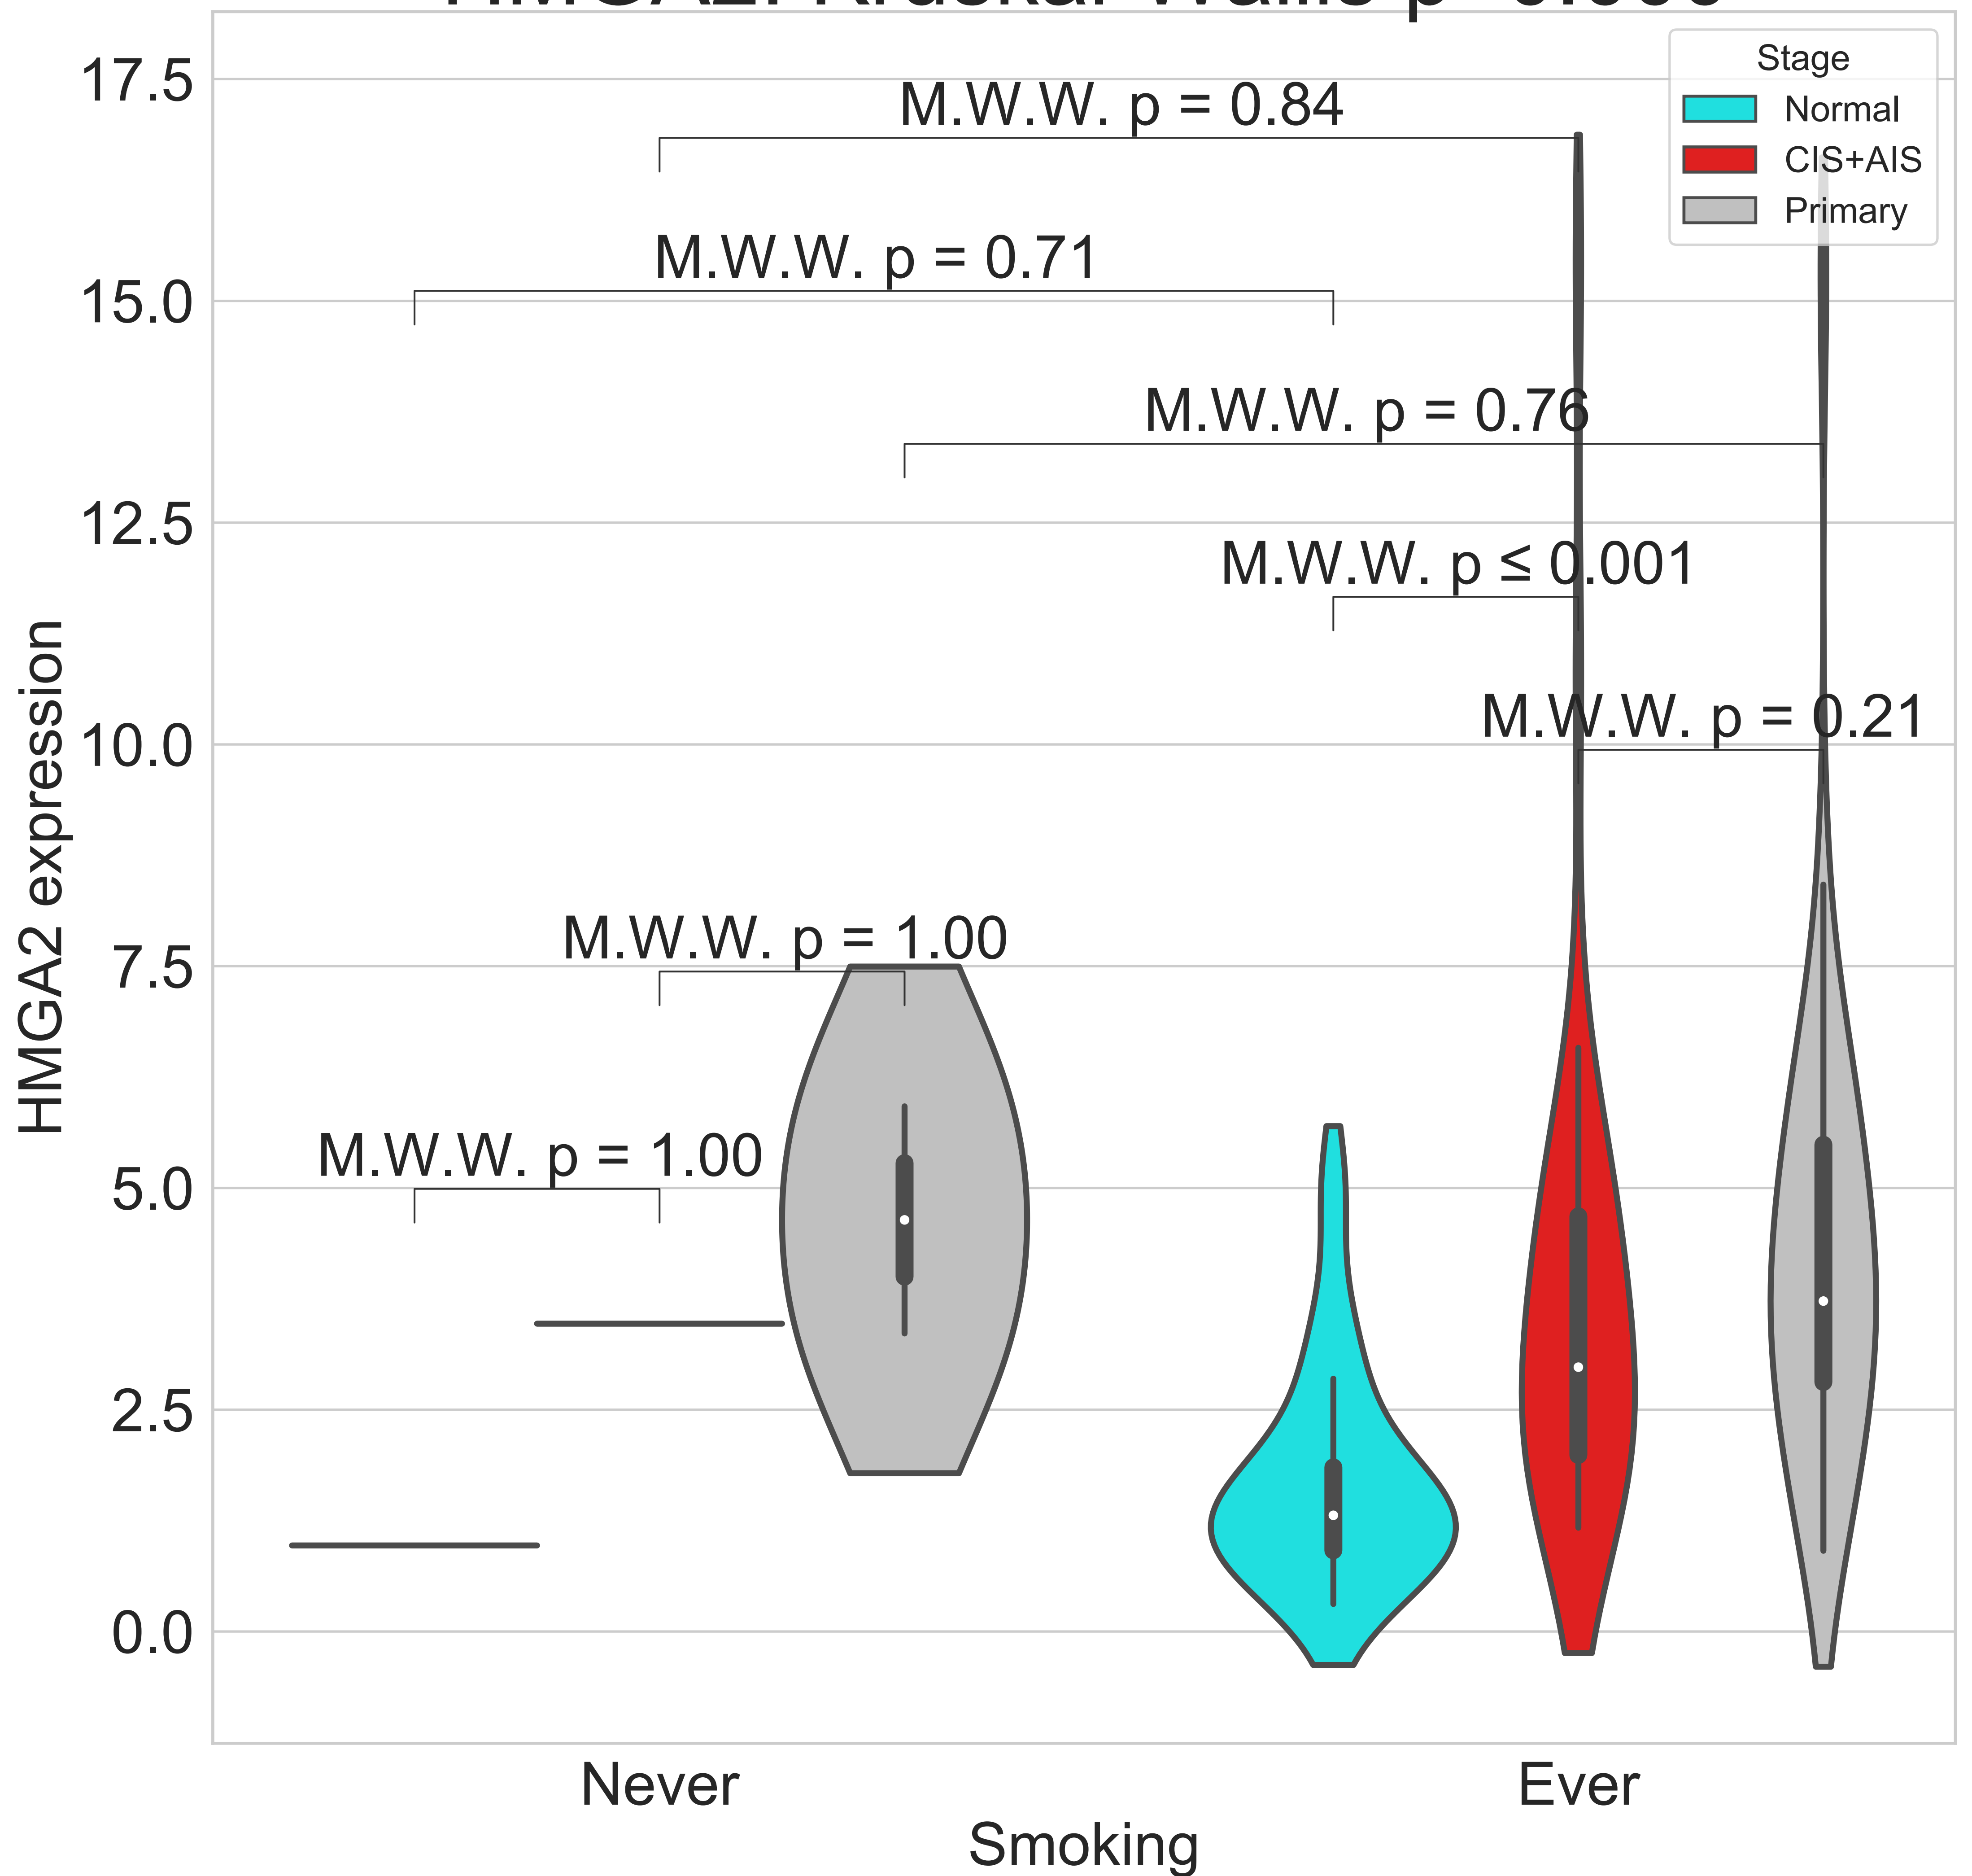 17.5
15.0
12.5
10.0
7.5
5.0
2.5
0.0
HMGA2 expression
Stage
Normal
CIS+AIS
Primary
M.W.W. p = 0.84
M.W.W. p = 0.71
M.W.W. p = 0.76
M.W.W. p ≤ 0.001
M.W.W. p = 0.21
M.W.W. p = 1.00
M.W.W. p = 1.00
Never
Ever
Smoking